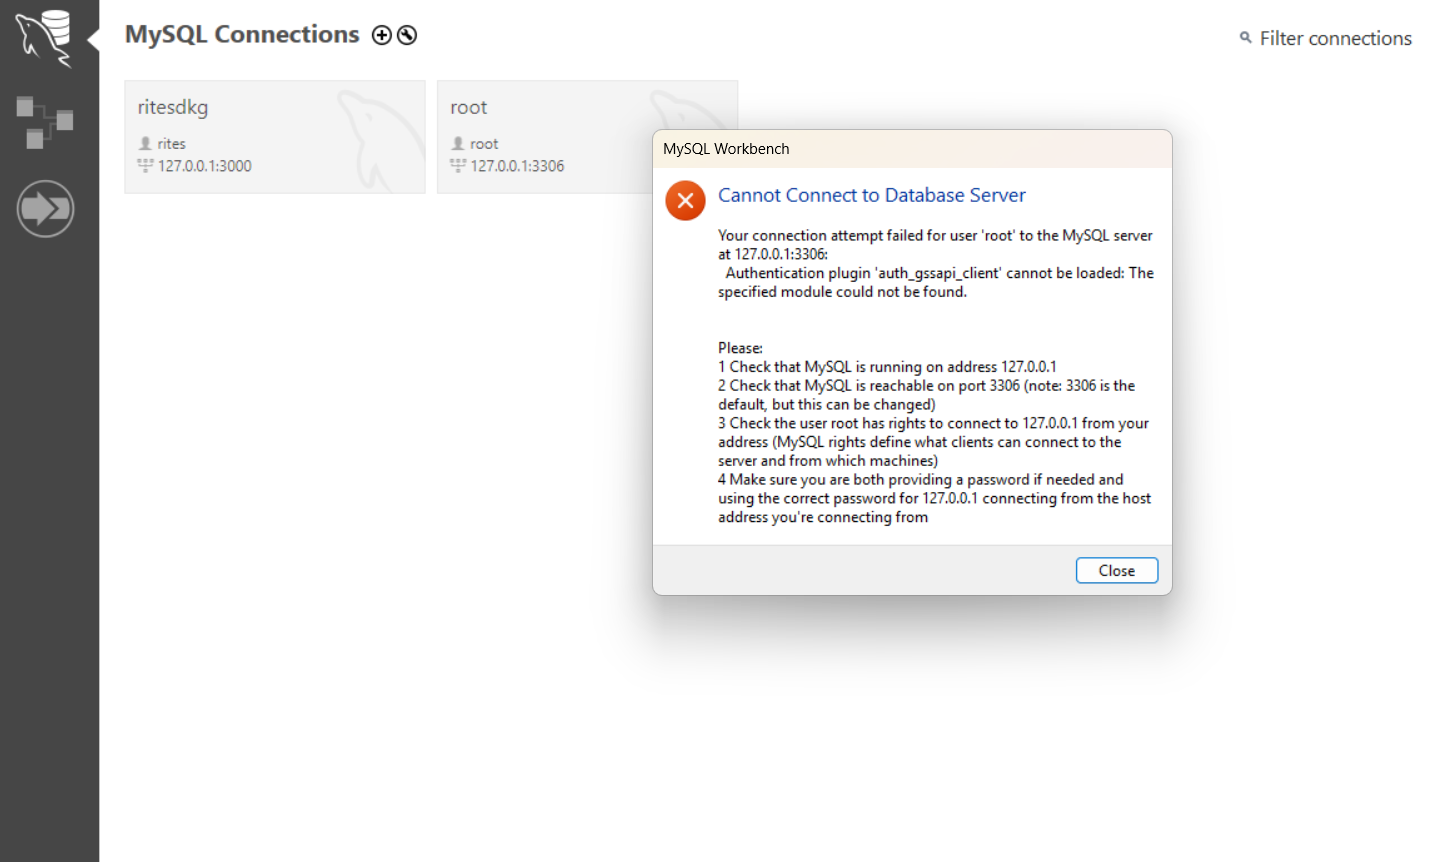 MySQL Connections
Filter connections
ritesdkg
rites
127.0.0.1:3000
root
root
127.0.0.1:3306
MySQL Workbench
Cannot Connect to Database Server
Your connection attempt failed for user 'root' to the MySQL server
at 127.0.0.1:3306:
Authentication plugin 'auth_gssapi_client' cannot be loaded: The
specified module could not be found.
Please:
1 Check that MySQL is running on address 127.0.0.1
2 Check that MySQL is reachable on port 3306 (note: 3306 is the
default, but this can be changed)
3 Check the user root has rights to connect to 127.0.0.1 from your
address (MySQL rights define what clients can connect to the
server and from which machines)
4 Make sure you are both providing a password if needed and
using the correct password for 127.0.0.1 connecting from the host
address you're connecting from
Close